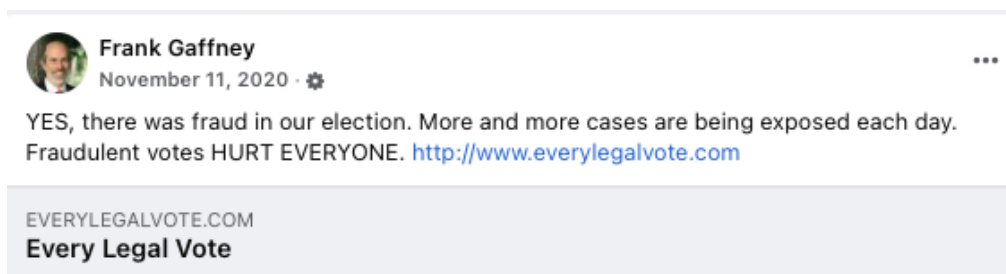 Frank Gaffney
November 11, 2020 ·
YES, there was fraud in our election. More and more cases are being exposed each day.
Fraudulent votes HURT EVERYONE. http://www.everylegalvote.com
EVERYLEGALVOTE.COM
Every Legal Vote